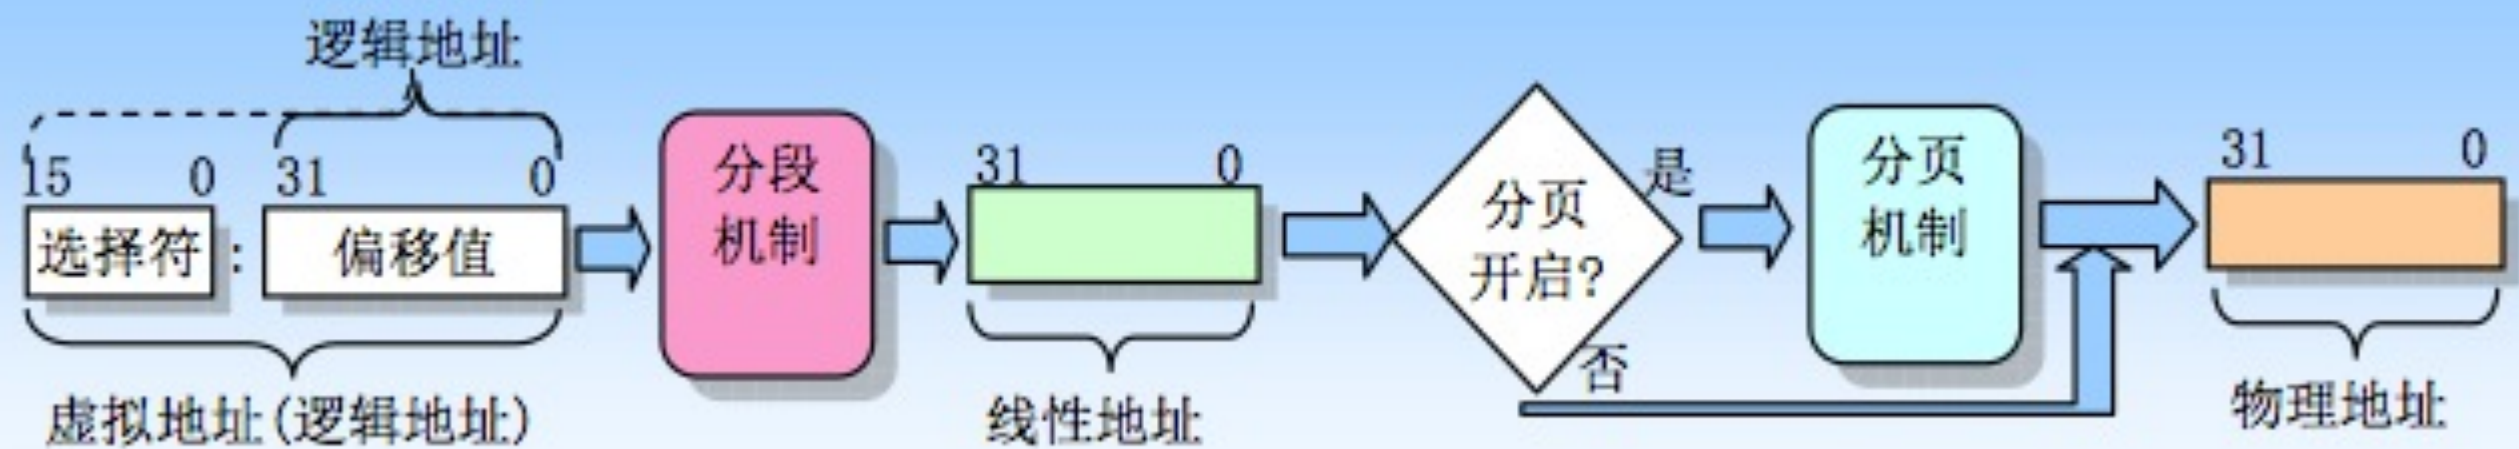 逻辑地址
15 0 31 0
选择符 : 偏移值
虚拟地址(逻辑地址)
分段
机制
31 0
线性地址
分页
开启?
是
否
分页
机制
31 0
物理地址